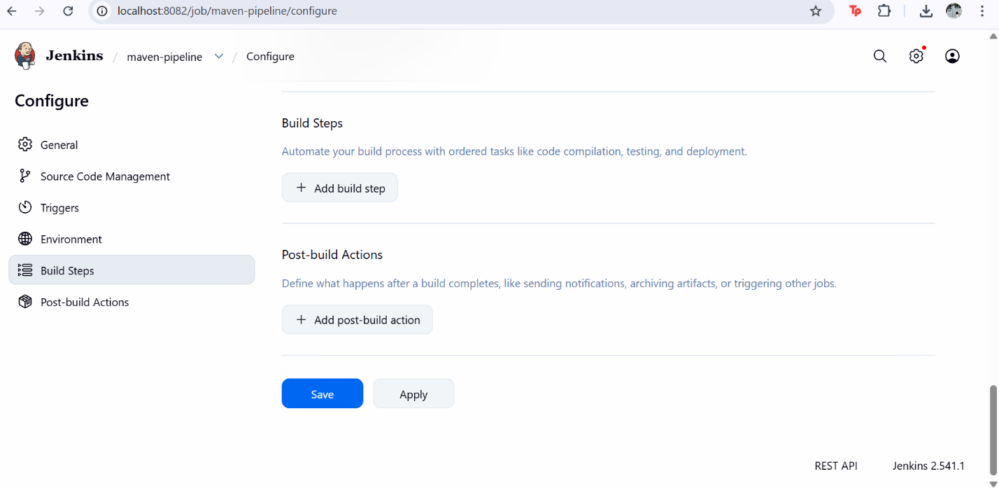 localhost:8082/job/maven-pipeline/configure
Tp
Jenkins / maven-pipeline / Configure
Configure
General
Source Code Management
Triggers
Environment
Build Steps
Post-build Actions
Build Steps
Automate your build process with ordered tasks like code compilation, testing, and deployment.
+ Add build step
Post-build Actions
Define what happens after a build completes, like sending notifications, archiving artifacts, or triggering other jobs.
+ Add post-build action
Save Apply
REST API Jenkins 2.541.1